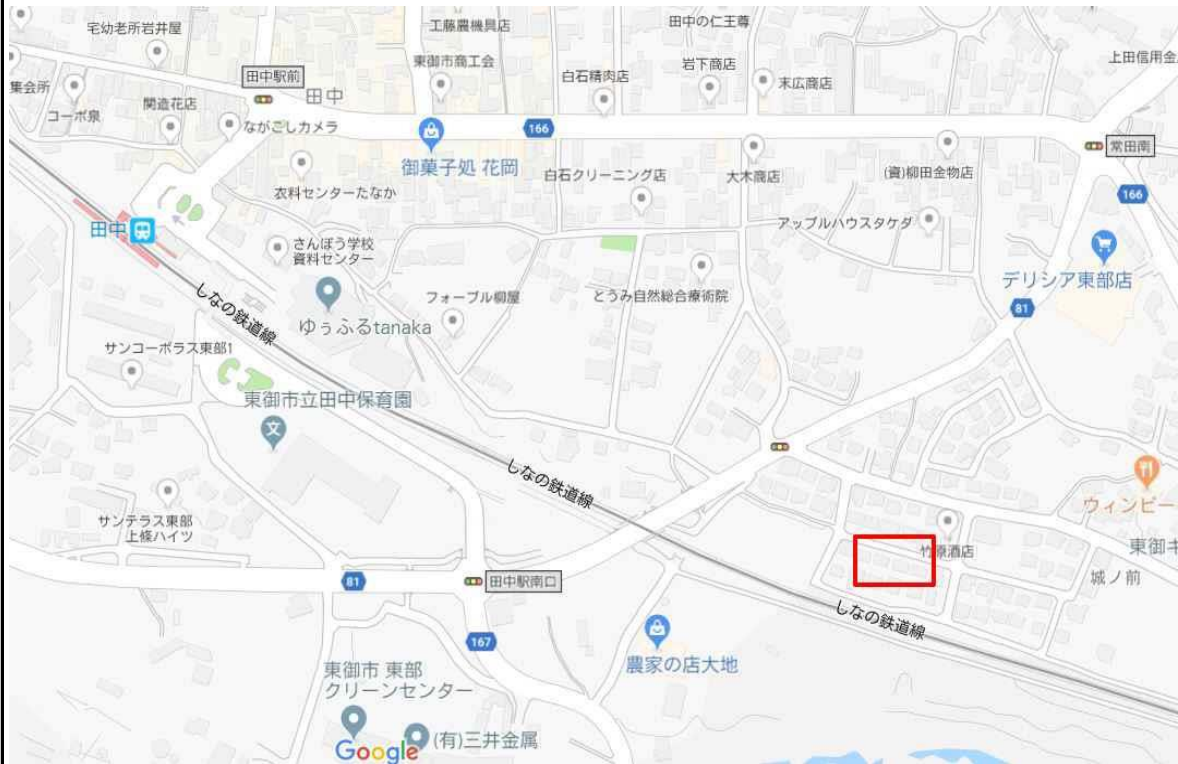 宅幼老所岩井屋
工藤農機具店
田中の仁王尊
東御市商工会
岩下商店
上田信用金
集会所
田中駅前
田中
白石精肉店
末広商店
関造花店
コーポ泉
ながごしカメラ
166
常田南
御菓子処 花岡
衣料センターたなか
白石クリーニング店
大木商店
(資)柳田金物店
166
アップルハウスタケダ
田中
さんぽう学校
資料センター
デリシア東部店
しなの鉄道線
ゆぅふるtanaka
フォーブル柳屋
とうみ自然総合療術院
81
サンコーポラス東部1
東御市立田中保育園
文
しなの鉄道線
ウィンビー
サンテラス東部
上條ハイツ
竹原酒店
東御キ
81
田中駅南口
城ノ前
しなの鉄道線
167
農家の店大地
東御市 東部
クリーンセンター
(有)三井金属
Google